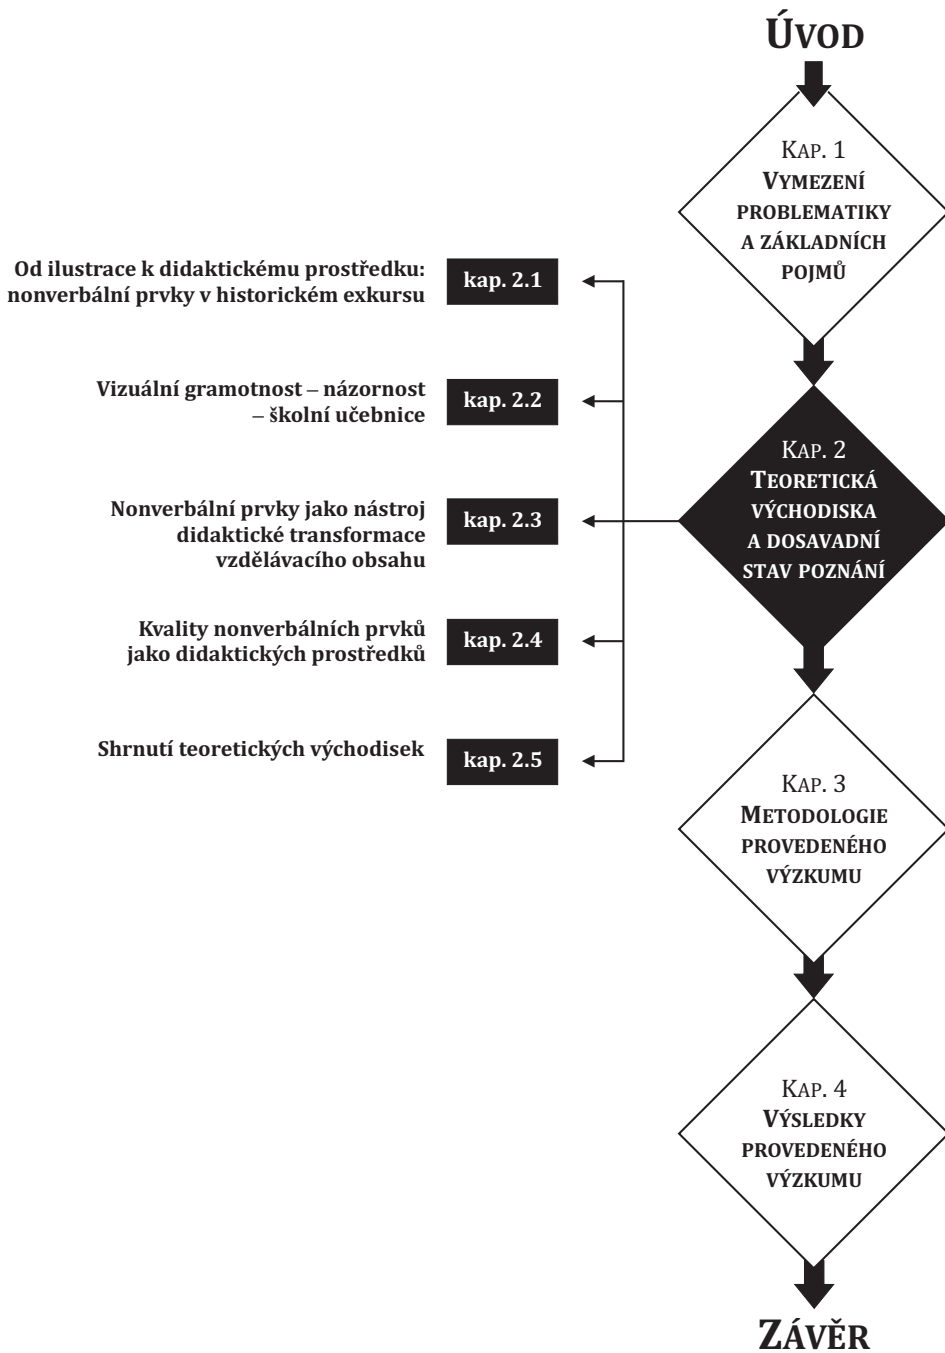 ÚVOD
KAP. 1
VYMEZENÍ
PROBLEMATIKY
A ZÁKLADNÍCH
POJMŮ
Od ilustrace k didaktickému prostředku:
nonverbální prvky v historickém exkursu
kap. 2.1
Vizuální gramotnost – názornost
– školní učebnice
kap. 2.2
Nonverbální prvky jako nástroj
didaktické transformace
vzdělávacího obsahu
kap. 2.3
Kvality nonverbálních prvků
jako didaktických prostředků
kap. 2.4
Shrnutí teoretických východisek
kap. 2.5
KAP. 2
TEORETICKÁ
VÝCHODISKA
A DOSAVADNÍ
STAV POZNÁNÍ
KAP. 3
METODOLOGIE
PROVEDENÉHO
VÝZKUMU
KAP. 4
VÝSLEDKY
PROVEDENÉHO
VÝZKUMU
ZÁVĚR